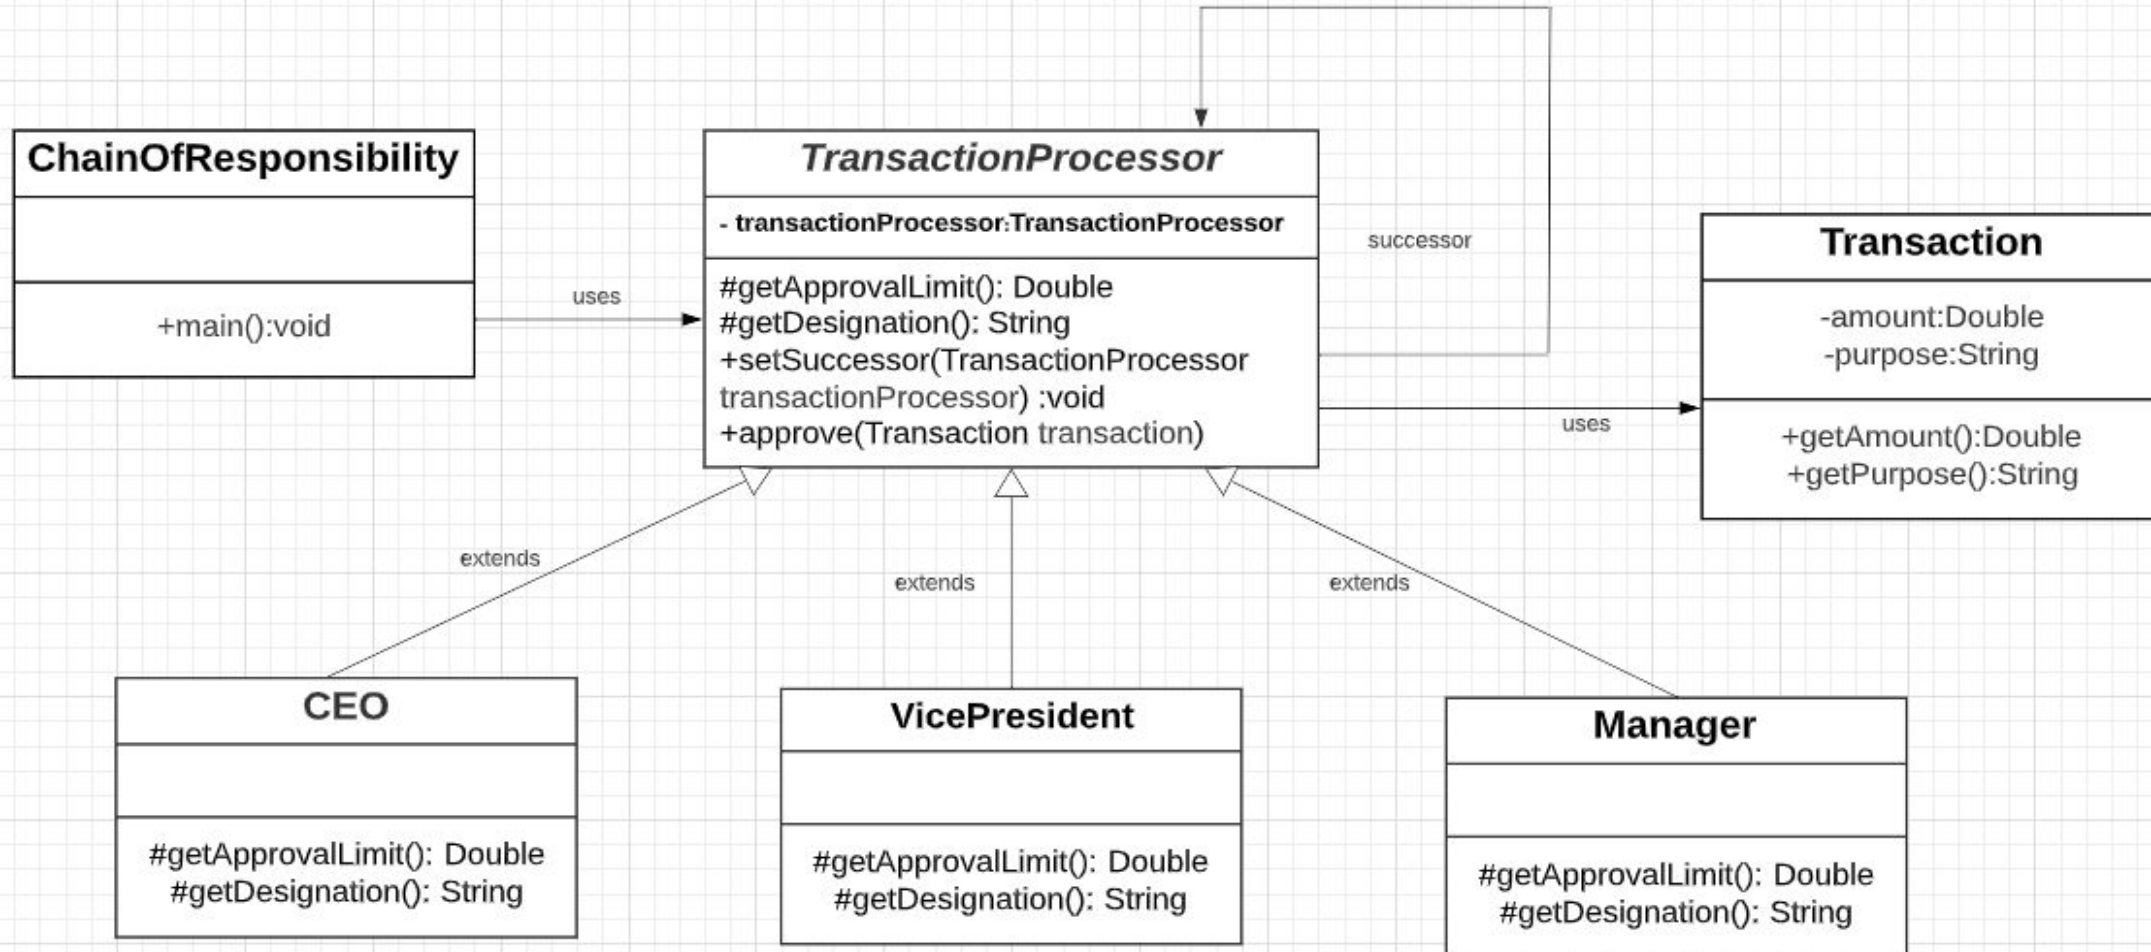 ChainOfResponsibility
+main():void
uses
TransactionProcessor
- transactionProcessor:TransactionProcessor
#getApprovalLimit(): Double
#getDesignation(): String
+setSuccessor(TransactionProcessor
transactionProcessor) :void
+approve(Transaction transaction)
successor
uses
Transaction
-amount:Double
-purpose:String
+getAmount():Double
+getPurpose():String
extends
extends
extends
CEO
#getApprovalLimit(): Double
#getDesignation(): String
VicePresident
#getApprovalLimit(): Double
#getDesignation(): String
Manager
#getApprovalLimit(): Double
#getDesignation(): String